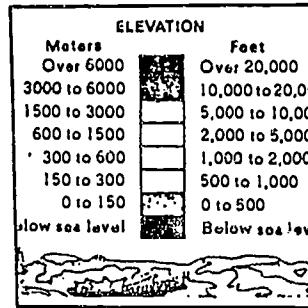 ELEVATION
Meters Feet
Over 6000 Over 20,000
3000 to 6000 10,000 to 20,0
1500 to 3000 5,000 to 10,00
600 to 1500 2,000 to 5,000
300 to 600 1,000 to 2,000
150 to 300 500 to 1,000
0 to 150 0 to 500
low sea level Below sea lev